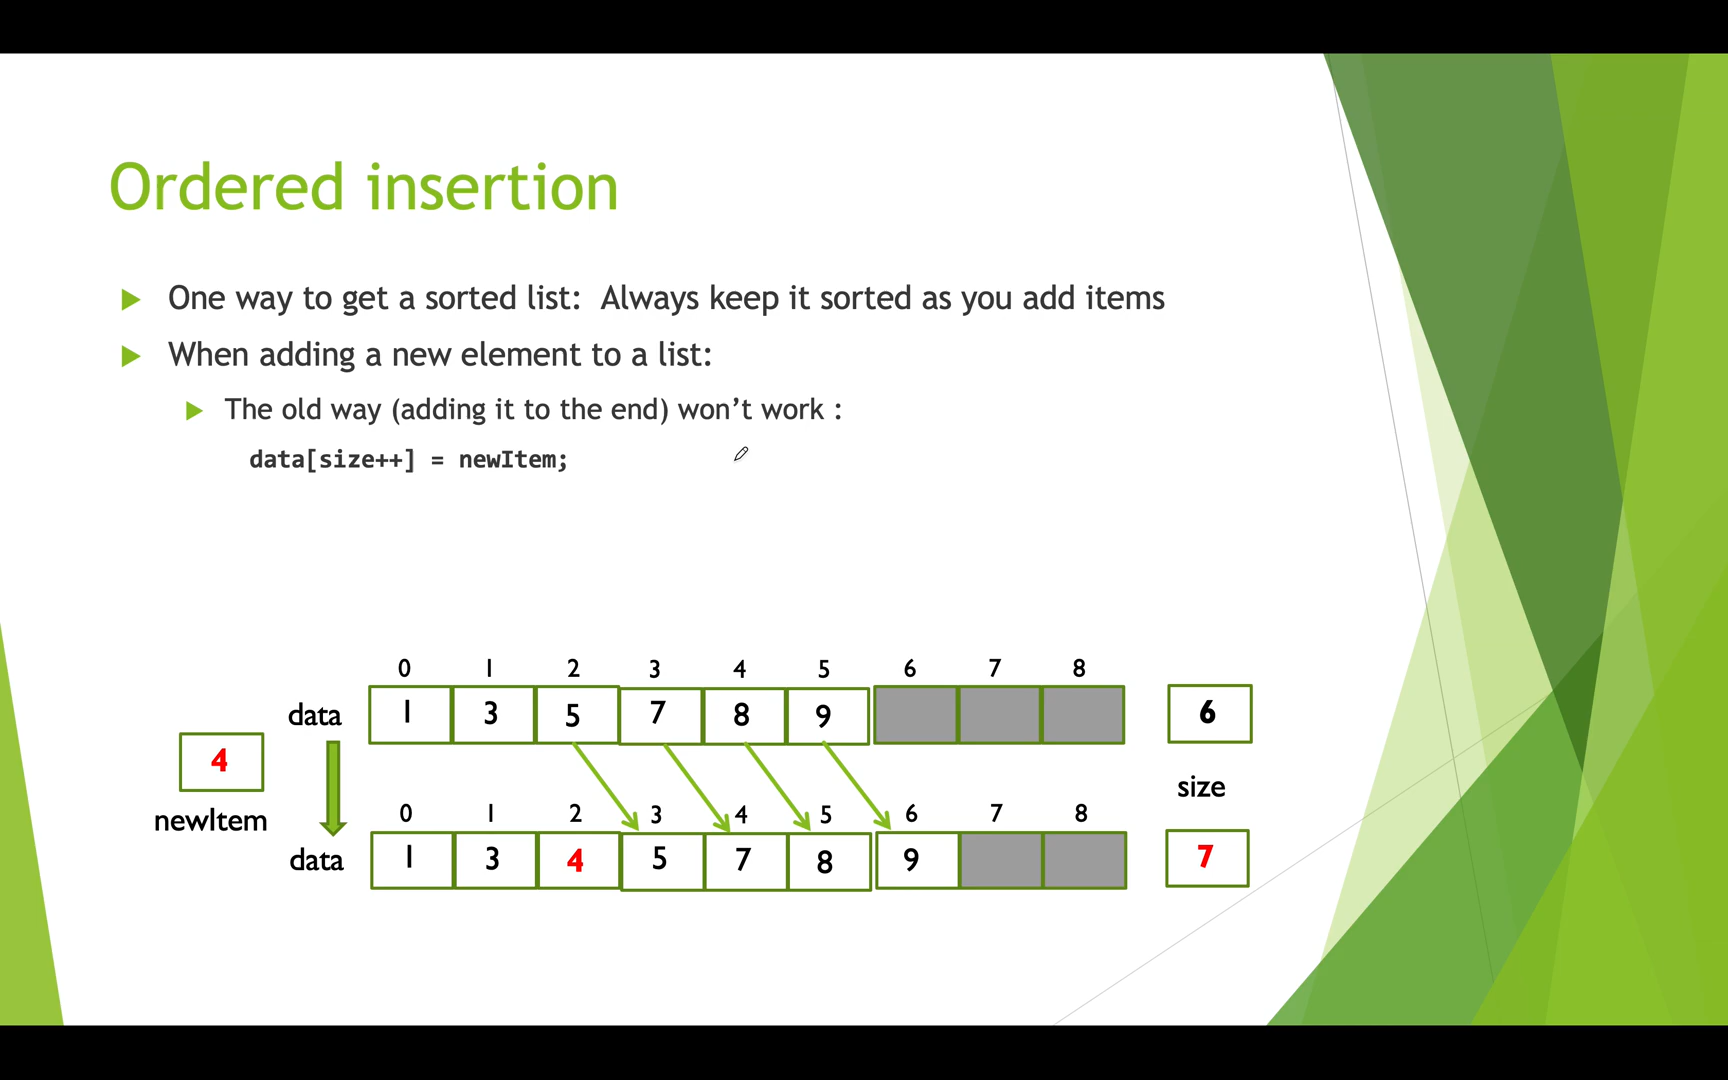 Ordered insertion
One way to get a sorted list: Always keep it sorted as you add items
When adding a new element to a list:
The old way (adding it to the end) won’t work :
data[size++] = newItem;
0 1 2 3 4 5 6 7 8
data 1 3 5 7 8 9 6
4
newItem
size
0 1 2 3 4 5 6 7 8
data 1 3 4 5 7 8 9 7